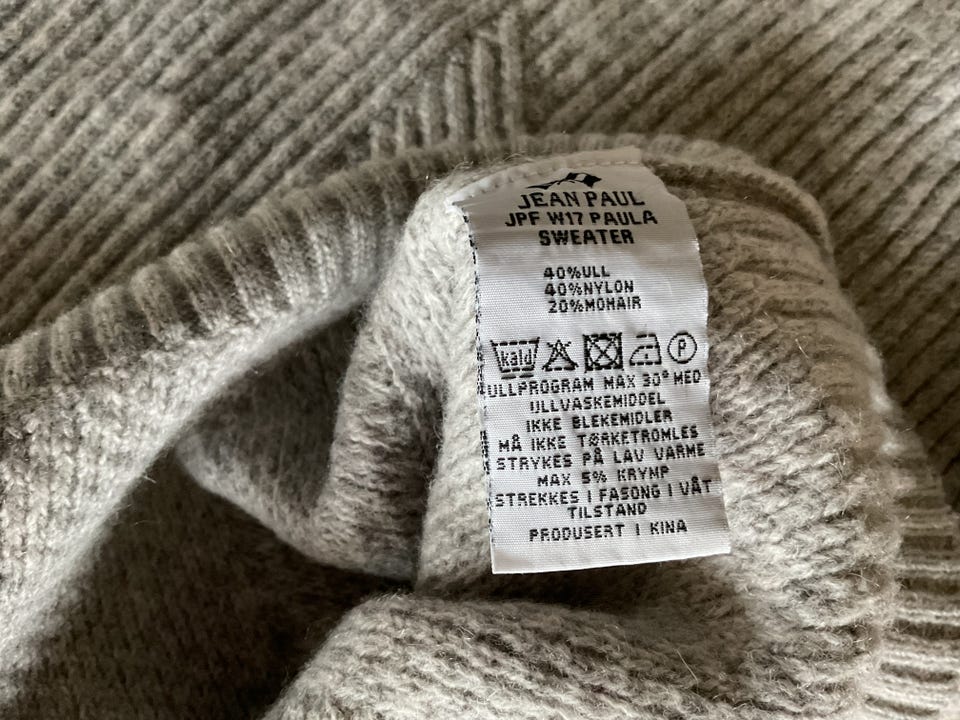 JEAN PAUL
JPF W17 PAULA
SWEATER
40%ULL
40%NYLON
20%MOHAIR
kald P
ULLPROGRAM MAX 30° MED
ULLVASKEMIDDEL
IKKE BLEKEMIDLER
MÅ IKKE TØRKETROMLES
STRYKES PÅ LAV VARME
MAX 5% KRYMP
STREKKES I FASONG I VÅT
TILSTAND
PRODUSERT I KINA